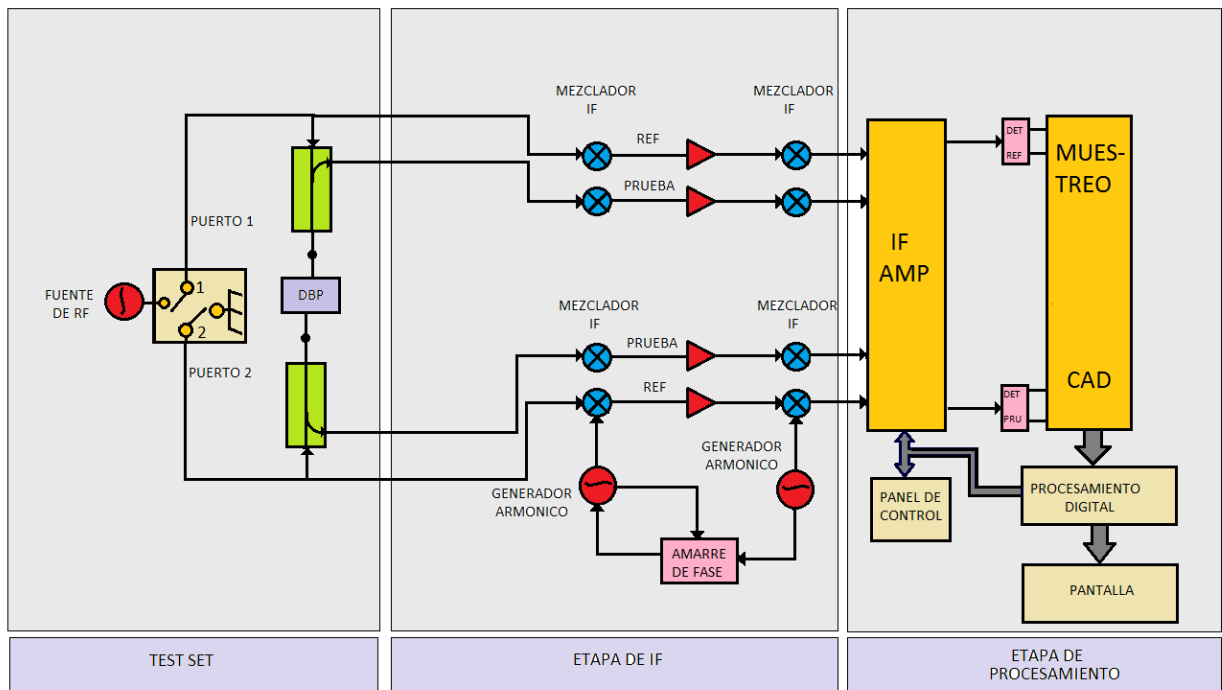 MEZCLADOR
IF
MEZCLADOR
IF
REF
PRUEBA
PUERTO 1
FUENTE
DE RF
1
2
DBP
PUERTO 2
MEZCLADOR
IF
MEZCLADOR
IF
PRUEBA
REF
GENERADOR
ARMONICO
GENERADOR
ARMONICO
AMARRE
DE FASE
IF
AMP
DET
REF
MUES-
TREO
CAD
DET
PRU
PANEL DE
CONTROL
PROCESAMIENTO
DIGITAL
PANTALLA
TEST SET
ETAPA DE IF
ETAPA DE
PROCESAMIENTO